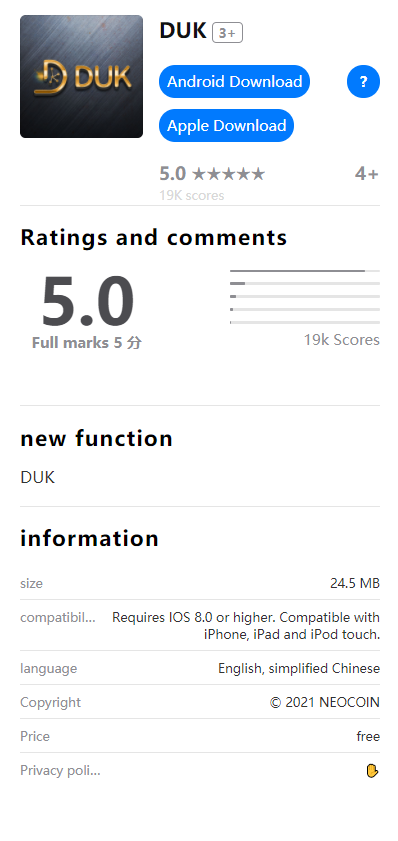 DUK
DUK 3+
Android Download
?
Apple Download
5.0 ★★★★★ 4+
19K scores
Ratings and comments
5.0
Full marks 5 分
19k Scores
new function
DUK
information
size 24.5 MB
compatibil... Requires IOS 8.0 or higher. Compatible with
iPhone, iPad and iPod touch.
language English, simplified Chinese
Copyright © 2021 NEOCOIN
Price free
Privacy poli... ✋